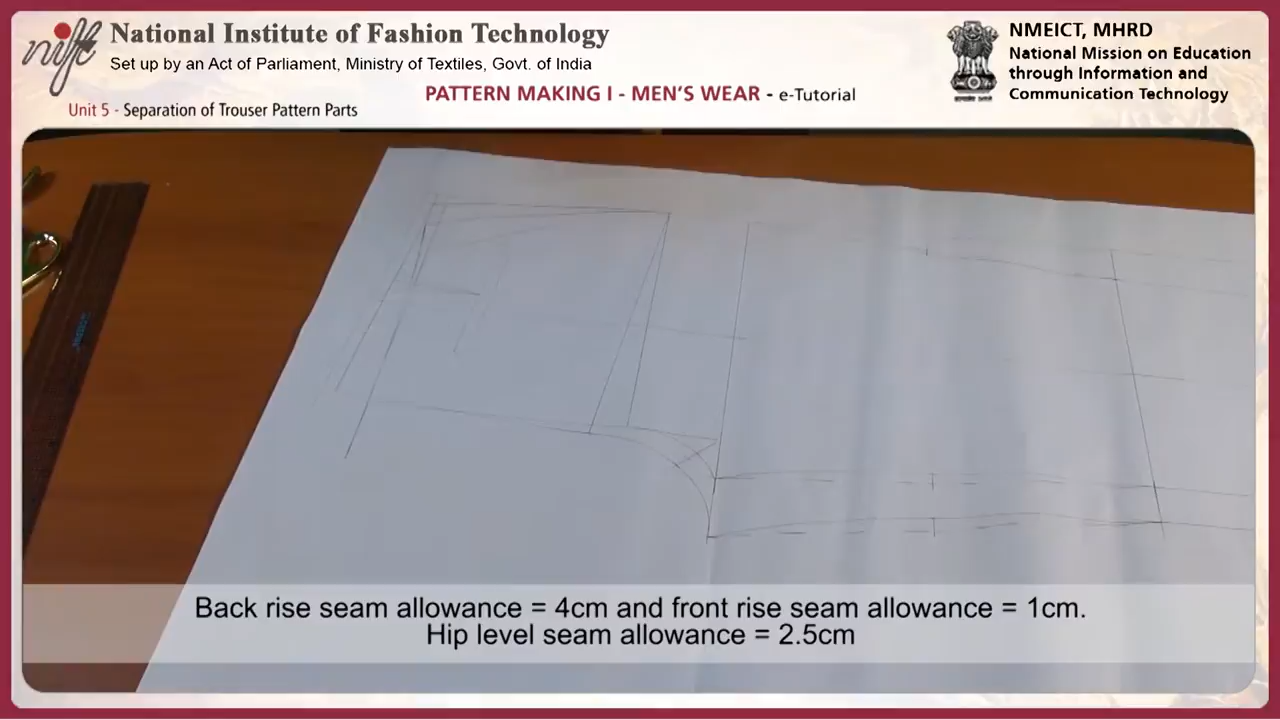 nift
National Institute of Fashion Technology
Set up by an Act of Parliament, Ministry of Textiles, Govt. of India
PATTERN MAKING I - MEN'S WEAR - e-Tutorial
Unit 5 - Separation of Trouser Pattern Parts
NMEICT, MHRD
National Mission on Education
through Information and
Communication Technology
Back rise seam allowance = 4cm and front rise seam allowance = 1cm.
Hip level seam allowance = 2.5cm